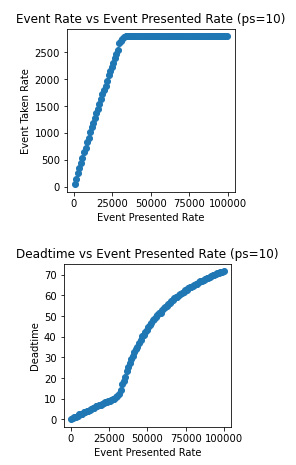 Event Rate vs Event Presented Rate (ps=10)
2500
2000
1500
1000
500
0
Event Taken Rate
0 25000 50000 75000 100000
Event Presented Rate
Deadtime vs Event Presented Rate (ps=10)
70
60
50
40
30
20
10
0
Deadtime
0 25000 50000 75000 100000
Event Presented Rate